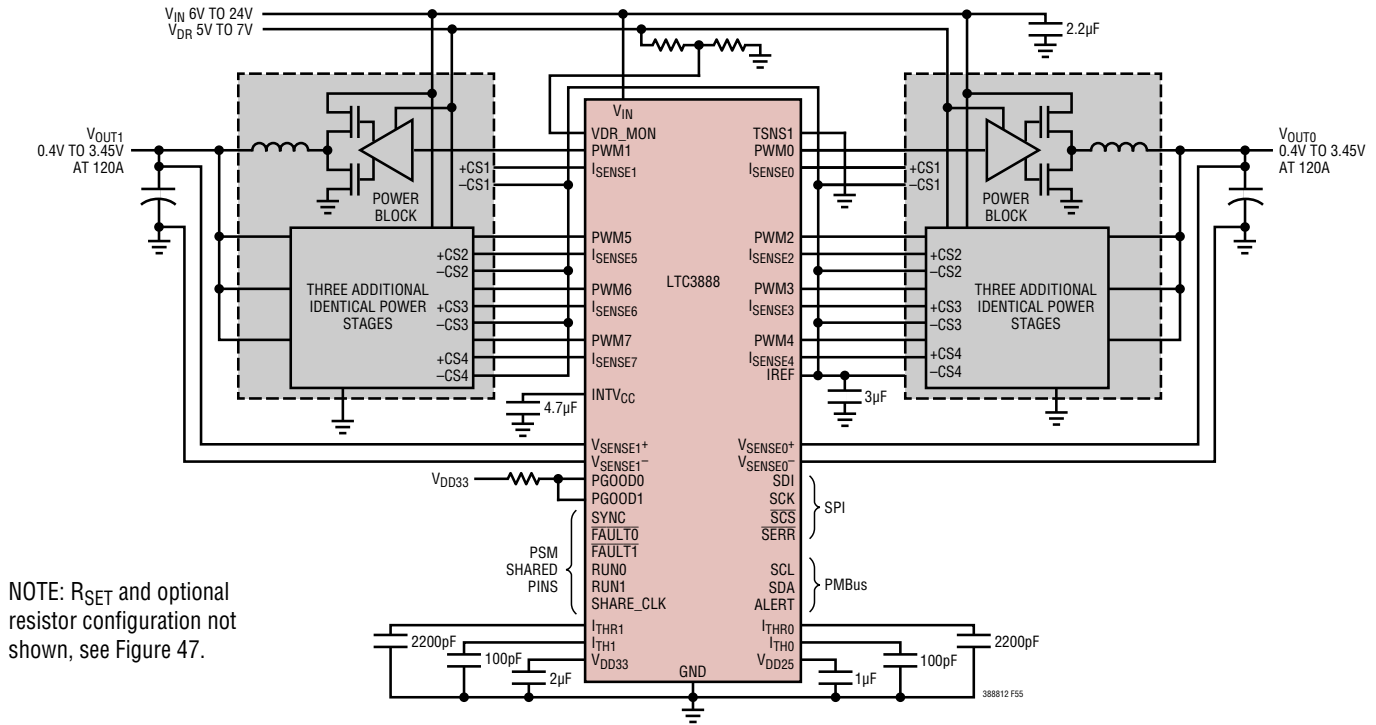 VIN 6V TO 24V
VDR 5V TO 7V
2.2µF
VOUT1
0.4V TO 3.45V
AT 120A
POWER
BLOCK
+CS1
–CS1
THREE ADDITIONAL
IDENTICAL POWER
STAGES
+CS2
–CS2
+CS3
–CS3
+CS4
–CS4
VIN
VDR_MON
PWM1
ISENSE1
PWM5
ISENSE5
PWM6
ISENSE6
PWM7
ISENSE7
INTVCC
4.7µF
VSENSE1+
VSENSE1–
VDD33
PGOOD0
PGOOD1
SYNC
FAULT0
FAULT1
RUN0
RUN1
SHARE_CLK
PSM
SHARED
PINS
ITHR1
ITH1
VDD33
2200pF
100pF
2µF
LTC3888
GND
TSNS1
PWM0
ISENSE0
PWM2
ISENSE2
PWM3
ISENSE3
PWM4
ISENSE4
IREF
3µF
VSENSE0+
VSENSE0–
SDI
SCK
SCS
SERR
SPI
SCL
SDA
ALERT
PMBus
ITHR0
ITH0
VDD25
2200pF
100pF
1µF
+CS1
–CS1
POWER
BLOCK
+CS2
–CS2
+CS3
–CS3
+CS4
–CS4
THREE ADDITIONAL
IDENTICAL POWER
STAGES
VOUT0
0.4V TO 3.45V
AT 120A
NOTE: RSET and optional
resistor configuration not
shown, see Figure 47.
388812 F55